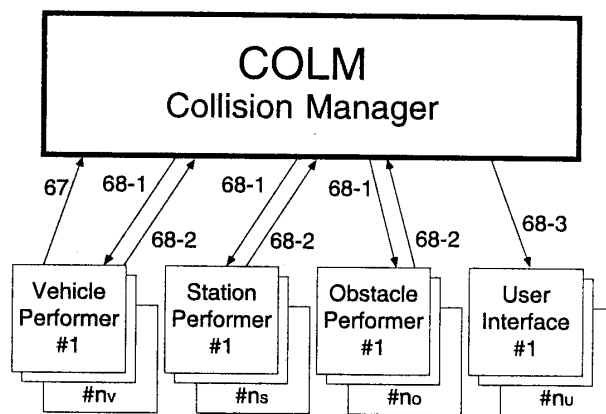 COLM
Collision Manager
67
68-1
68-2
68-1
68-2
68-1
68-2
68-3
Vehicle
Performer
#1
#nv
Station
Performer
#1
#ns
Obstacle
Performer
#1
#no
User
Interface
#1
#nu